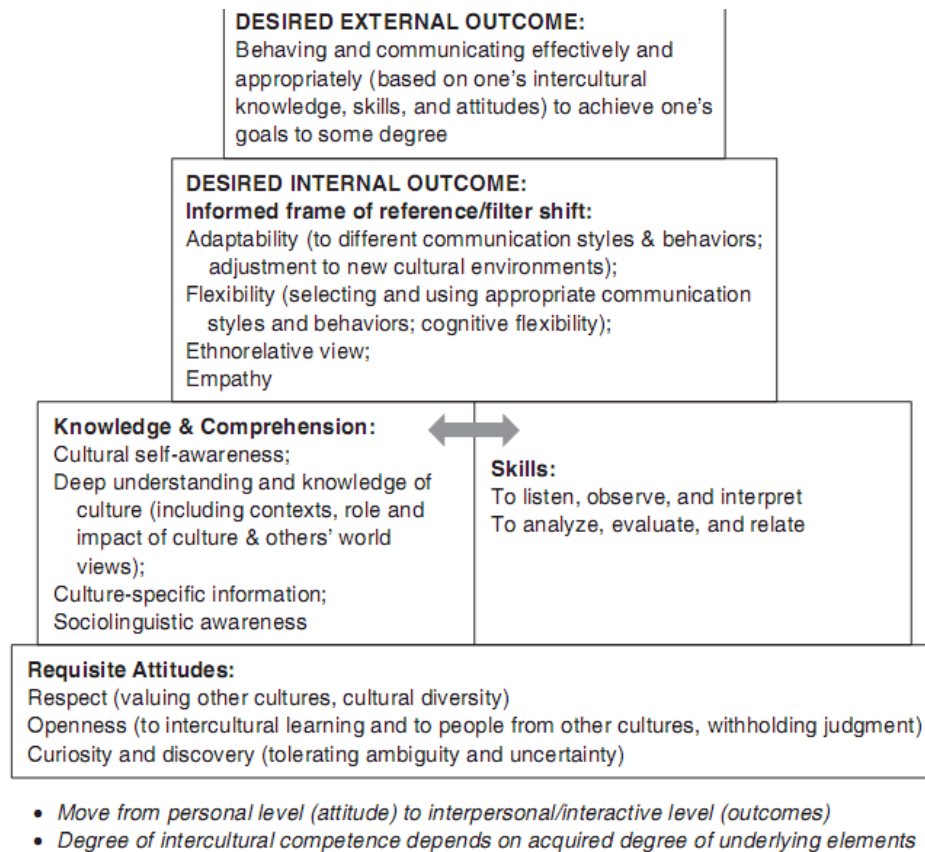 DESIRED EXTERNAL OUTCOME:
Behaving and communicating effectively and
appropriately (based on one's intercultural
knowledge, skills, and attitudes) to achieve one's
goals to some degree
DESIRED INTERNAL OUTCOME:
Informed frame of reference/filter shift:
Adaptability (to different communication styles & behaviors;
adjustment to new cultural environments);
Flexibility (selecting and using appropriate communication
styles and behaviors; cognitive flexibility);
Ethnorelative view;
Empathy
Knowledge & Comprehension:
Cultural self-awareness;
Deep understanding and knowledge of
culture (including contexts, role and
impact of culture & others' world
views);
Culture-specific information;
Sociolinguistic awareness
Skills:
To listen, observe, and interpret
To analyze, evaluate, and relate
Requisite Attitudes:
Respect (valuing other cultures, cultural diversity)
Openness (to intercultural learning and to people from other cultures, withholding judgment)
Curiosity and discovery (tolerating ambiguity and uncertainty)
• Move from personal level (attitude) to interpersonal/interactive level (outcomes)
• Degree of intercultural competence depends on acquired degree of underlying elements